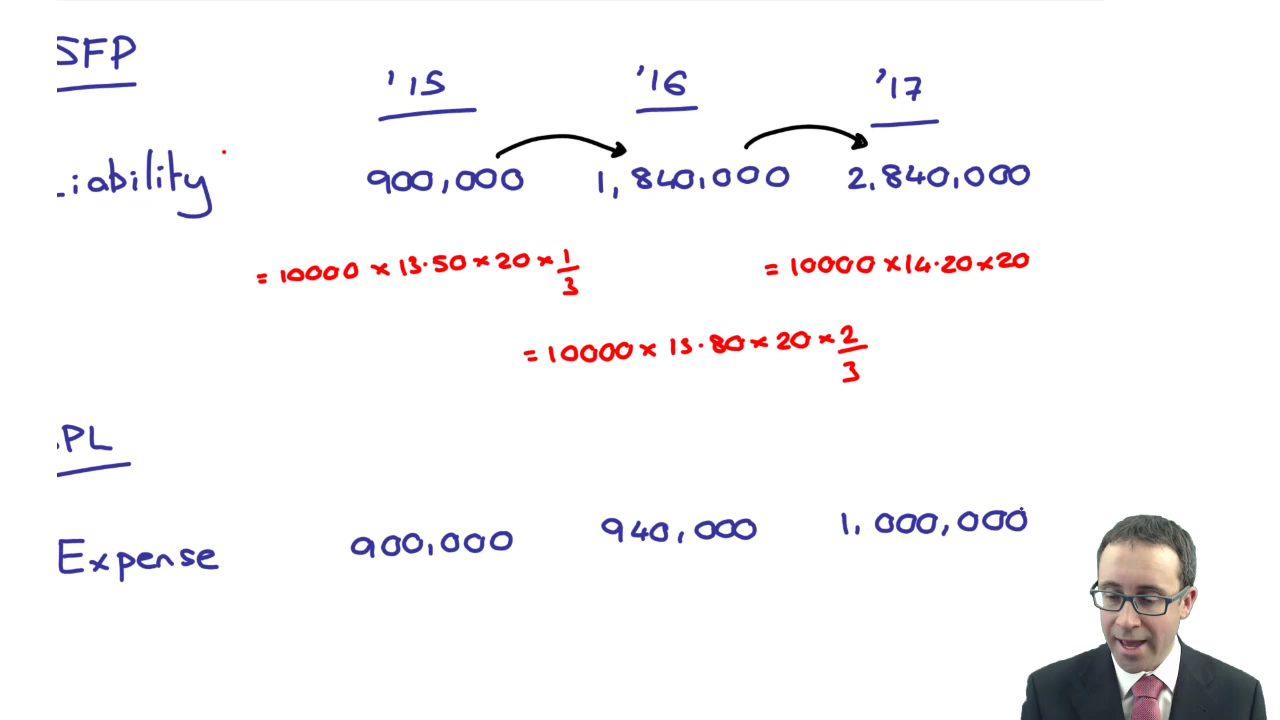 SFP
'15 '16 '17
iability 900,000 1,840,000 2,840,000
= 10000 × 13.50 × 20 × 1/3 = 10000 × 14.20 × 20
= 10000 × 13.80 × 20 × 2/3
PL
Expense 900,000 940,000 1,000,000